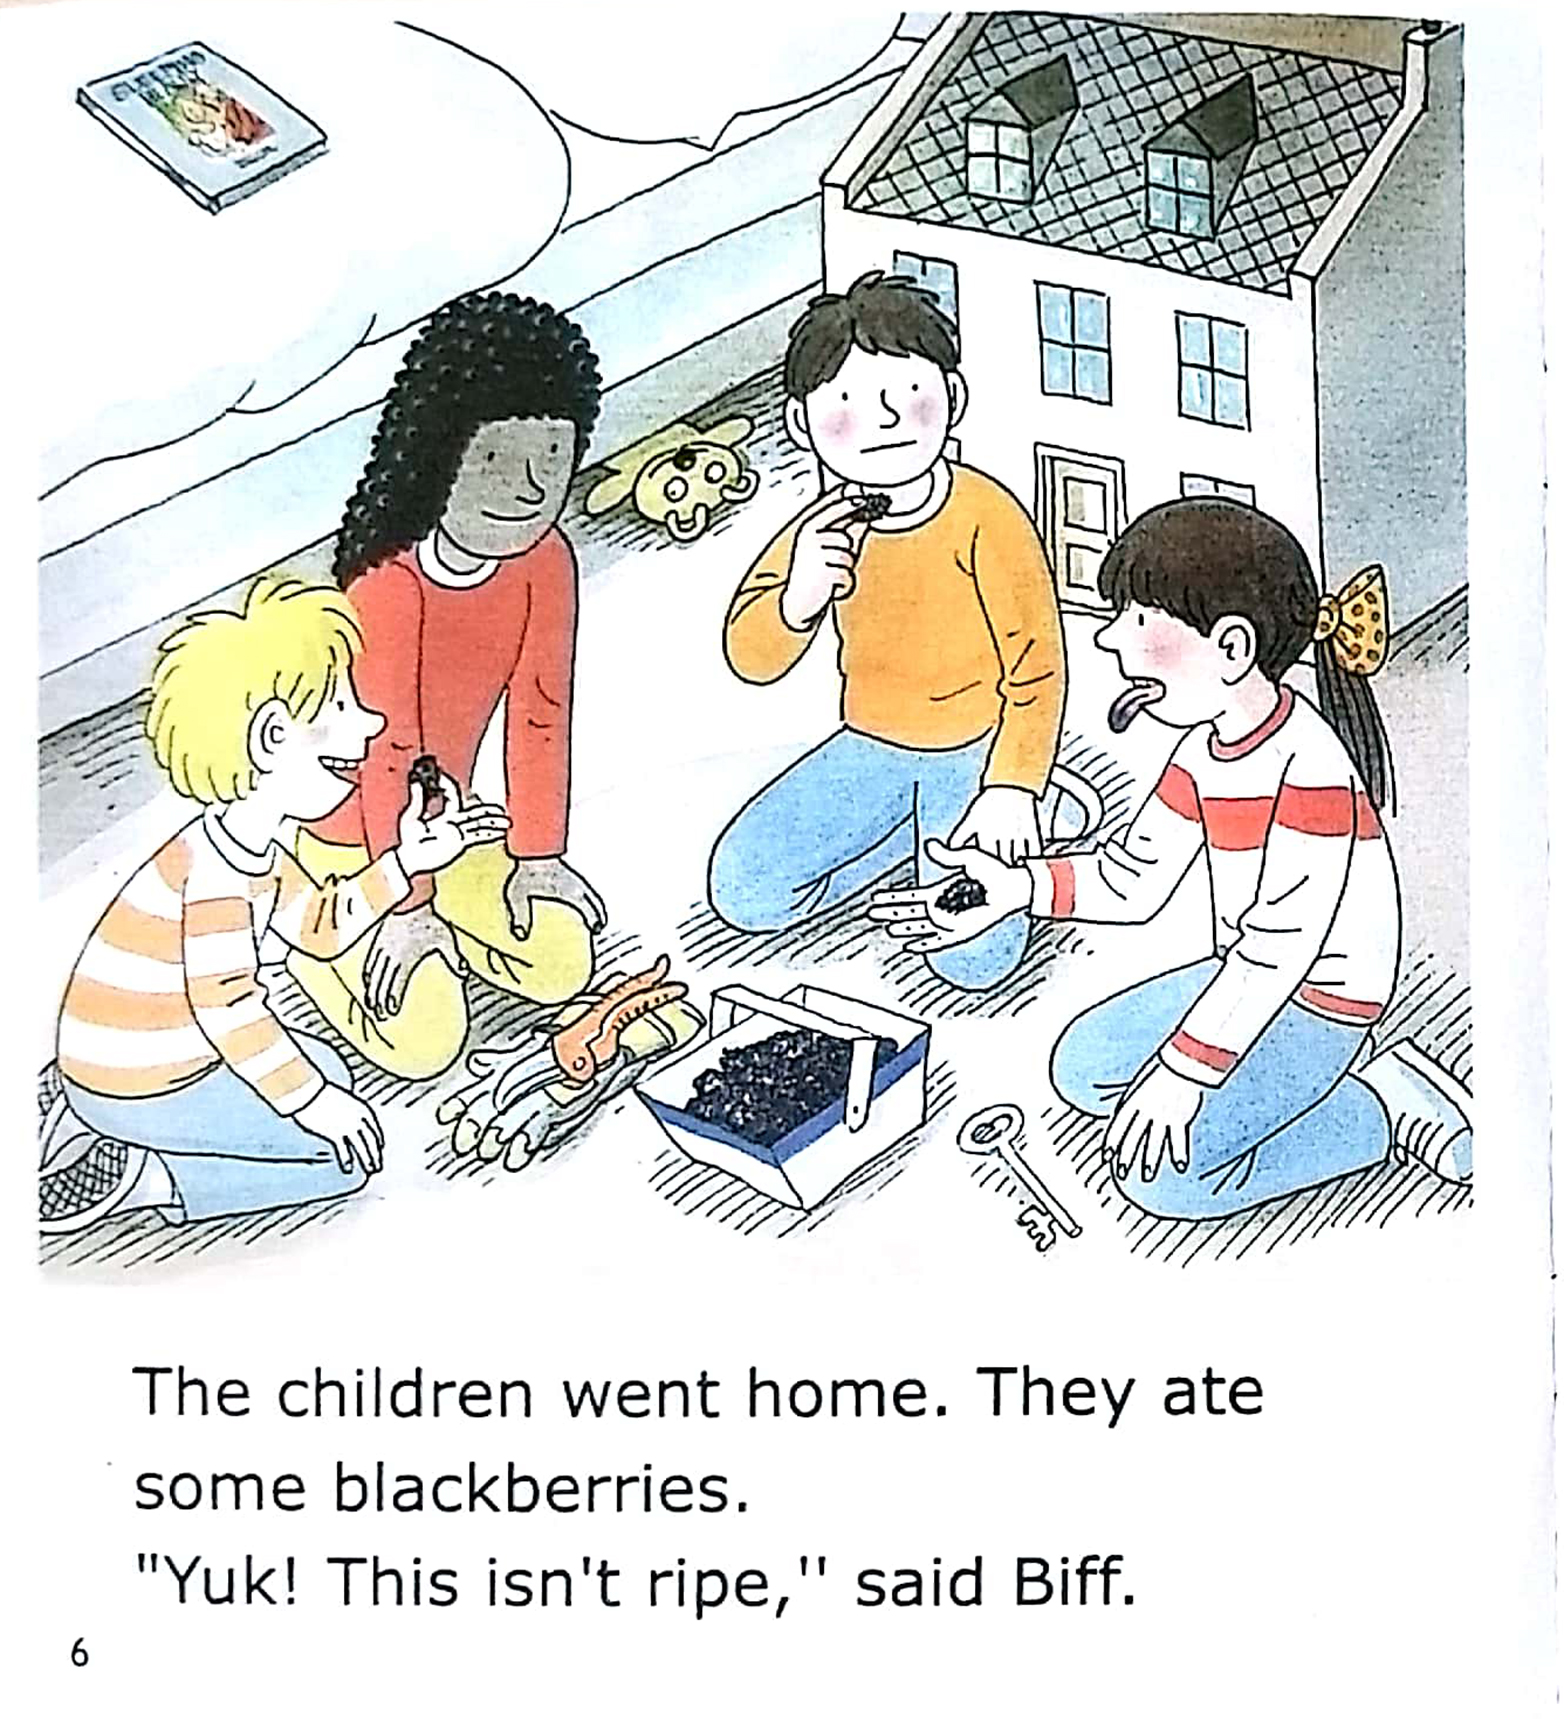 The children went home. They ate
some blackberries.
"Yuk! This isn't ripe," said Biff.
6